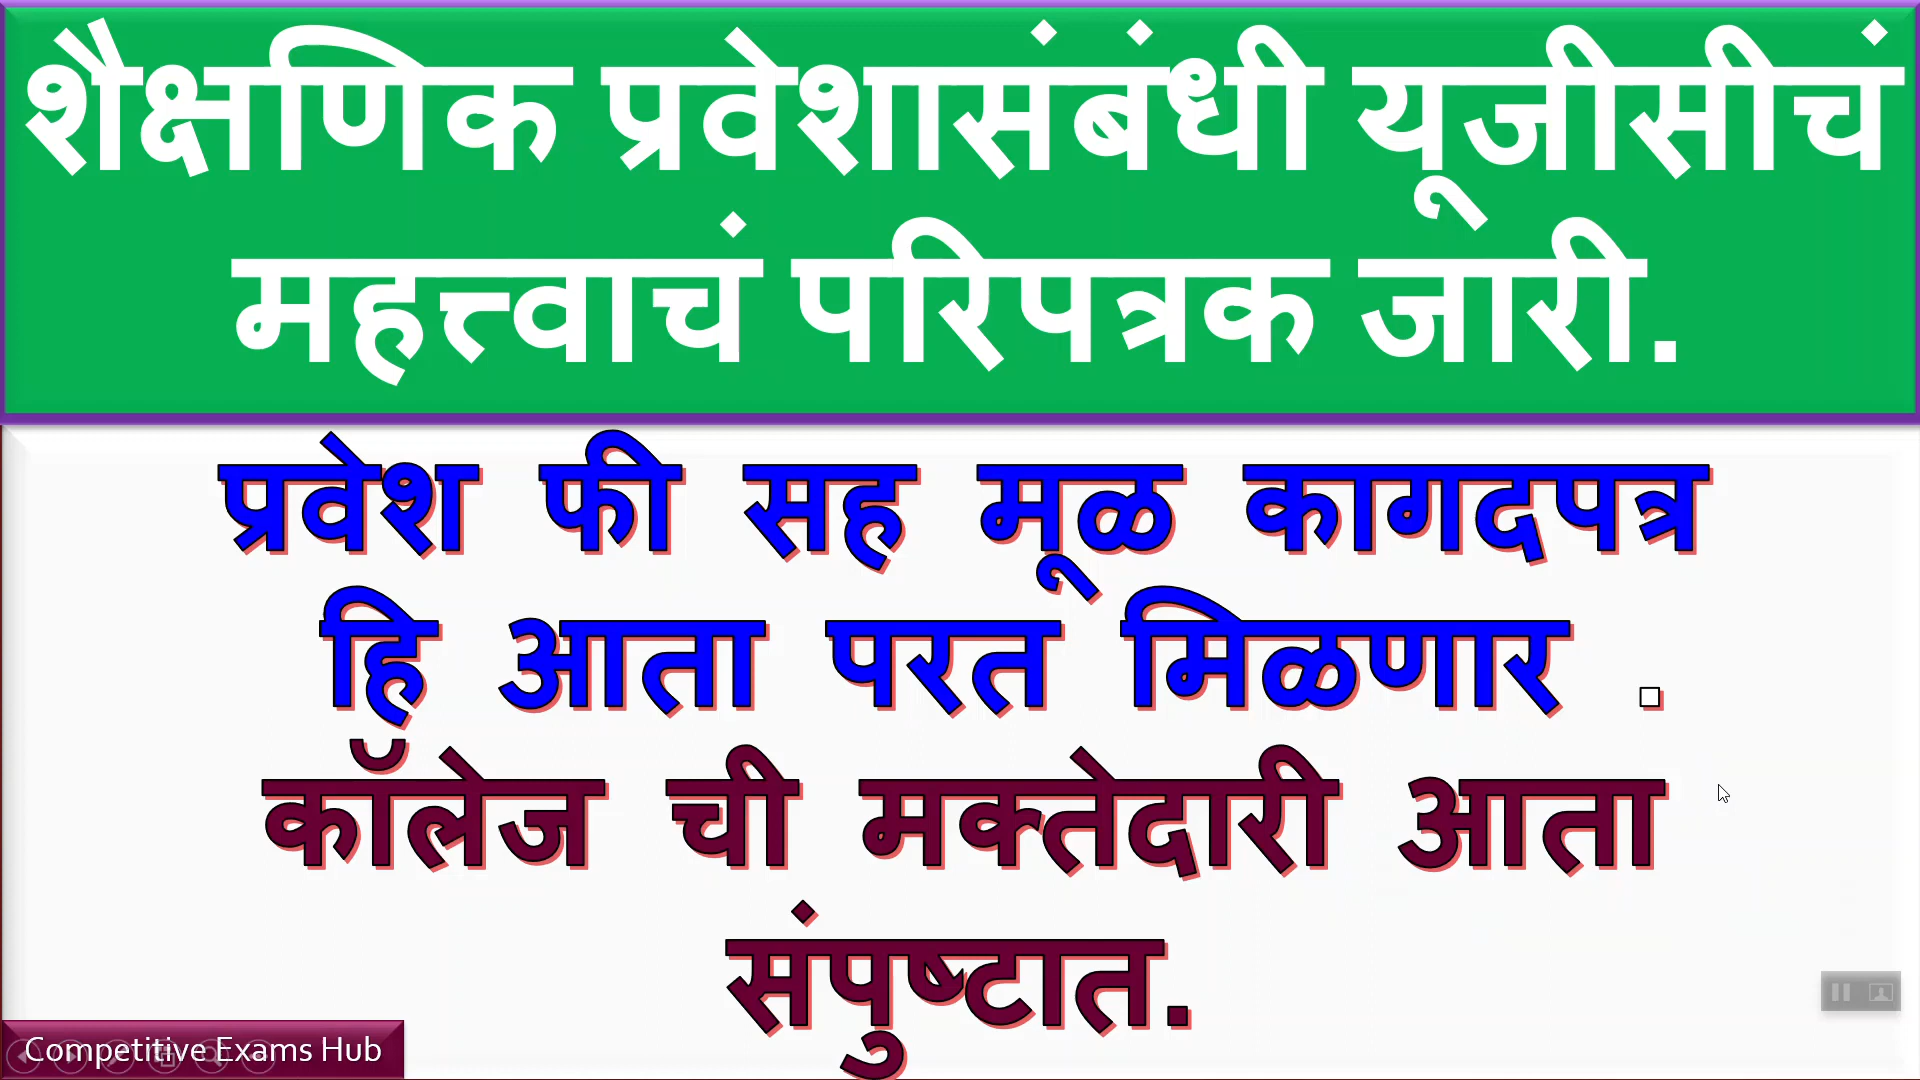 शैक्षणिक प्रवेशासंबंधी यूजीसीचं
महत्त्वाचं परिपत्रक जारी.
प्रवेश फी सह मूळ कागदपत्र
हि आता परत मिळणार .
कॉलेज ची मक्तेदारी आता
संपुष्टात.
Competitive Exams Hub